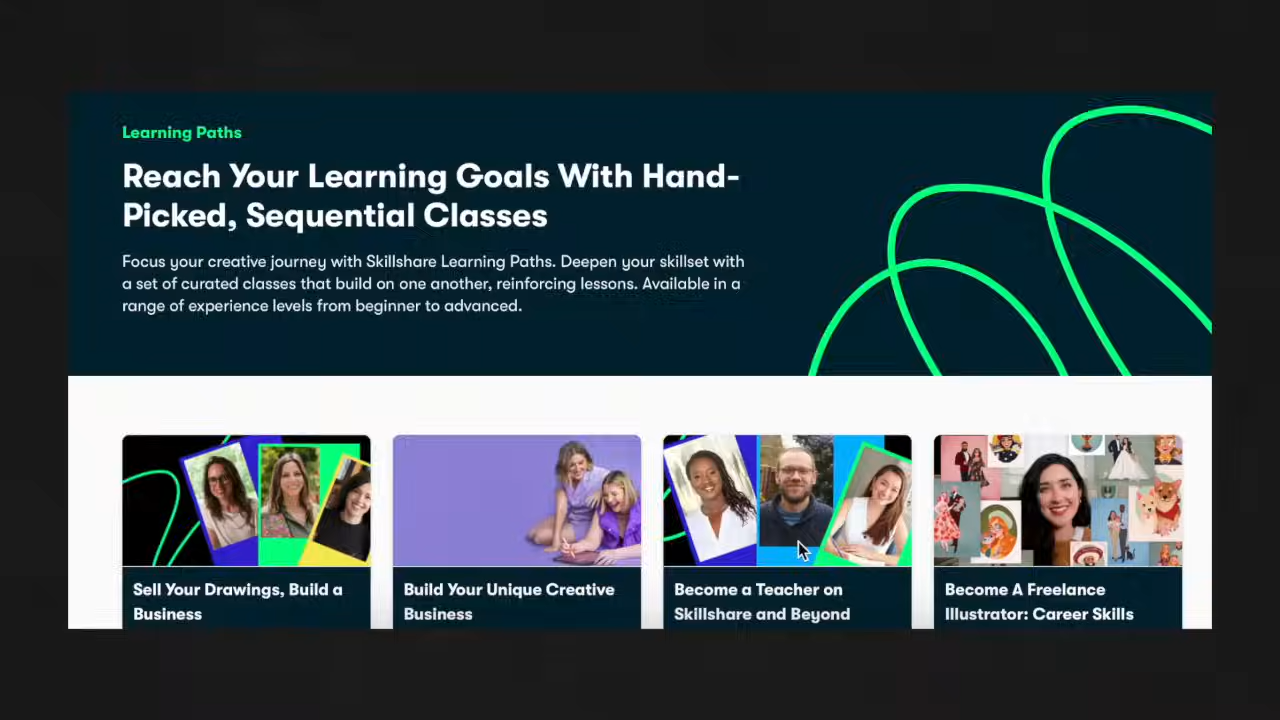 Learning Paths
Reach Your Learning Goals With Hand-
Picked, Sequential Classes
Focus your creative journey with Skillshare Learning Paths. Deepen your skillset with
a set of curated classes that build on one another, reinforcing lessons. Available in a
range of experience levels from beginner to advanced.
Sell Your Drawings, Build a
Business
Build Your Unique Creative
Business
Become a Teacher on
Skillshare and Beyond
Become A Freelance
Illustrator: Career Skills